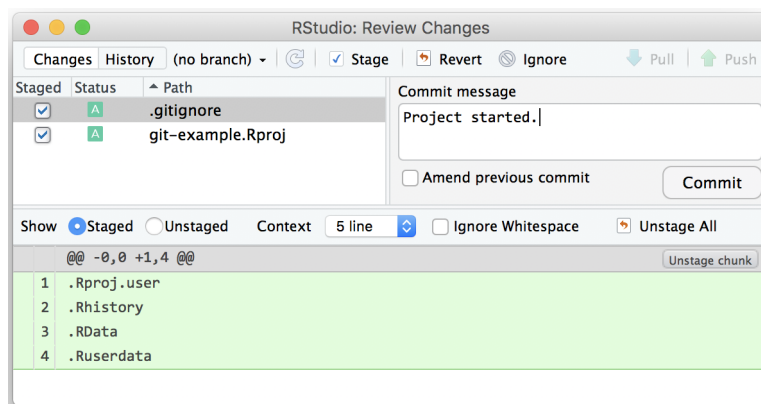 RStudio: Review Changes
Changes History (no branch) Stage Revert Ignore Pull Push
Staged Status Path
A .gitignore
A git-example.Rproj
Commit message
Project started.
Amend previous commit
Commit
Show Staged Unstaged Context 5 line Ignore Whitespace Unstage All
@@ -0,0 +1,4 @@ Unstage chunk
1 .Rproj.user
2 .Rhistory
3 .RData
4 .Ruserdata